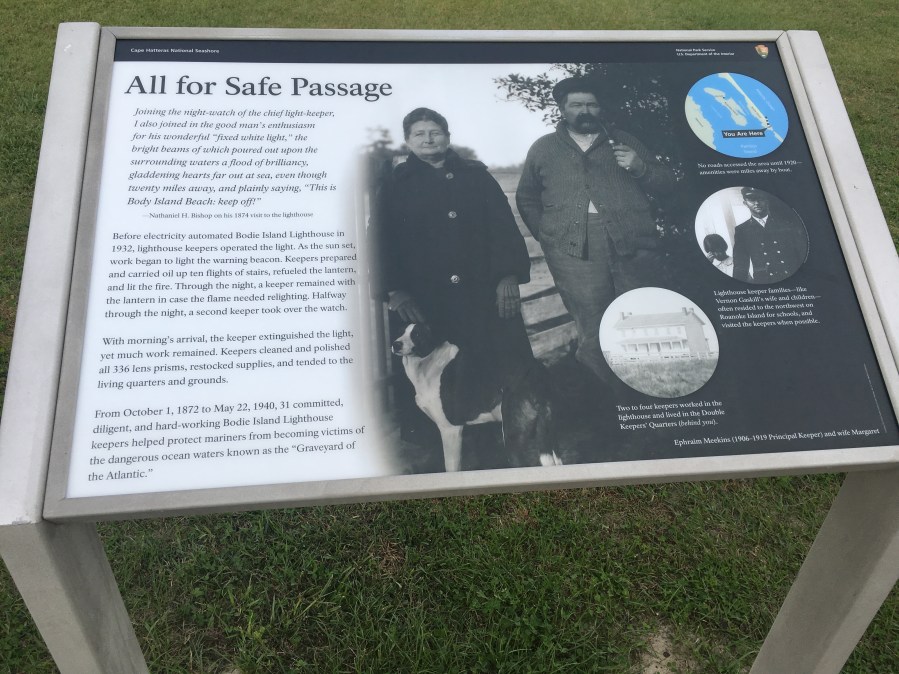 Cape Hatteras National Seashore
National Park Service
U.S. Department of the Interior
All for Safe Passage
Joining the night-watch of the chief light-keeper,
I also joined in the good man's enthusiasm
for his wonderful "fixed white light," the
bright beams of which poured out upon the
surrounding waters a flood of brilliancy,
gladdening hearts far out at sea, even though
twenty miles away, and plainly saying, "This is
Body Island Beach: keep off!"
—Nathaniel H. Bishop on his 1874 visit to the lighthouse
Before electricity automated Bodie Island Lighthouse in
1932, lighthouse keepers operated the light. As the sun set,
work began to light the warning beacon. Keepers prepared
and carried oil up ten flights of stairs, refueled the lantern,
and lit the fire. Through the night, a keeper remained with
the lantern in case the flame needed relighting. Halfway
through the night, a second keeper took over the watch.
With morning's arrival, the keeper extinguished the light,
yet much work remained. Keepers cleaned and polished
all 336 lens prisms, restocked supplies, and tended to the
living quarters and grounds.
From October 1, 1872 to May 22, 1940, 31 committed,
diligent, and hard-working Bodie Island Lighthouse
keepers helped protect mariners from becoming victims of
the dangerous ocean waters known as the "Graveyard of
the Atlantic."
You Are Here
No roads accessed the area until 1920—
amenities were miles away by boat.
Lighthouse keeper families—like
Vernon Gaskill's wife and children—
often resided to the northwest on
Roanoke Island for schools, and
visited the keepers when possible.
Two to four keepers worked in the
lighthouse and lived in the Double
Keepers' Quarters (behind you).
Ephraim Meekins (1906–1919 Principal Keeper) and wife Margaret